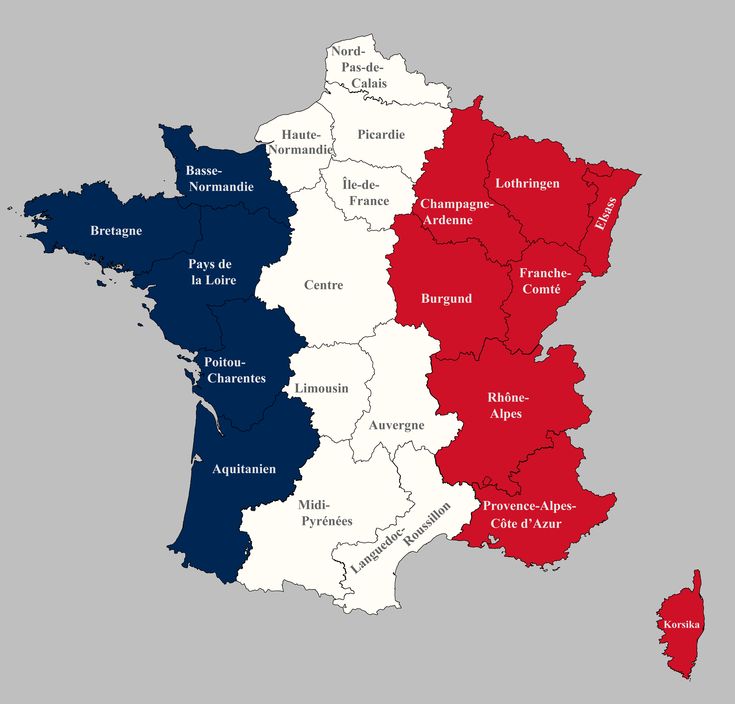 Nord-
Pas-de-
Calais
Haute-
Normandie
Picardie
Basse-
Normandie
Île-de-
France
Champagne-
Ardenne
Lothringen
Elsass
Bretagne
Pays de
la Loire
Centre
Burgund
Franche-
Comté
Poitou-
Charentes
Limousin
Auvergne
Rhône-
Alpes
Aquitanien
Midi-
Pyrénées
Languedoc-
Roussillon
Provence-Alpes-
Côte d'Azur
Korsika